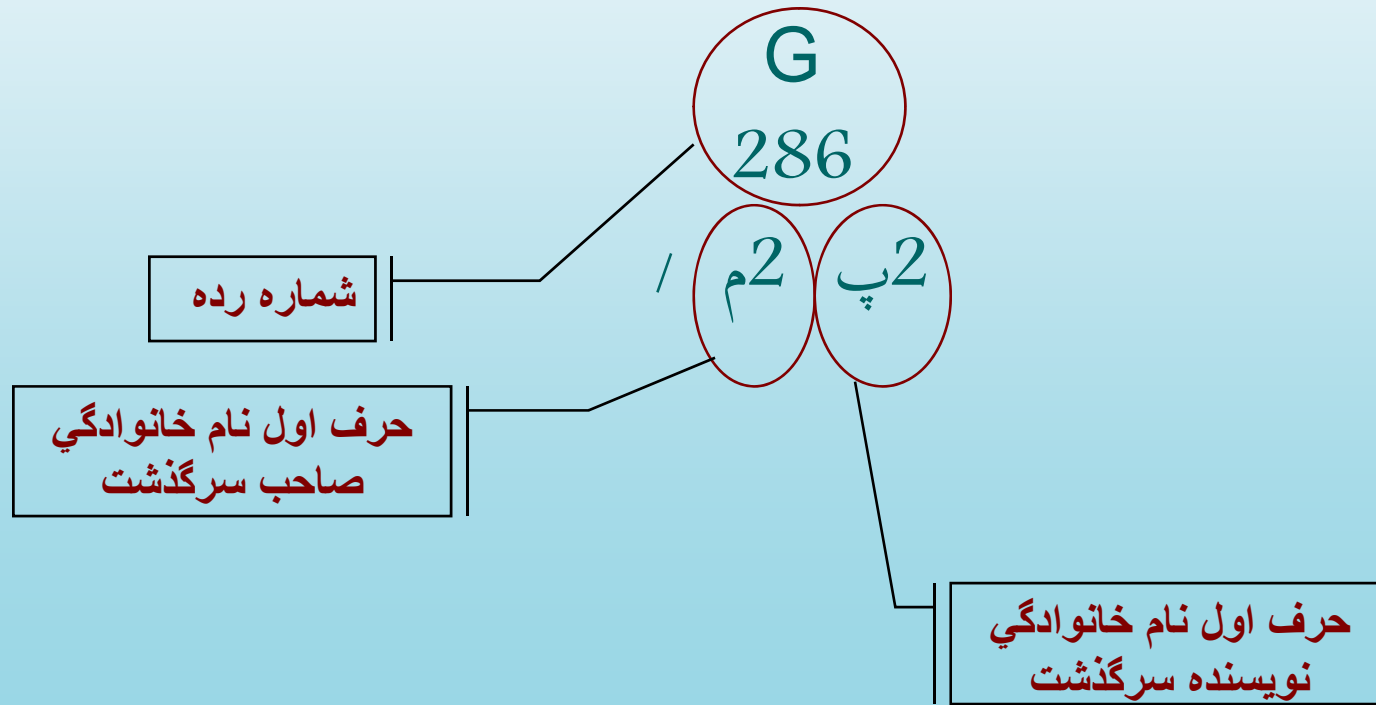 G
286
/ م2 پ2
شماره رده
حرف اول نام خانوادگي
صاحب سرگذشت
حرف اول نام خانوادگي
نويسنده سرگذشت